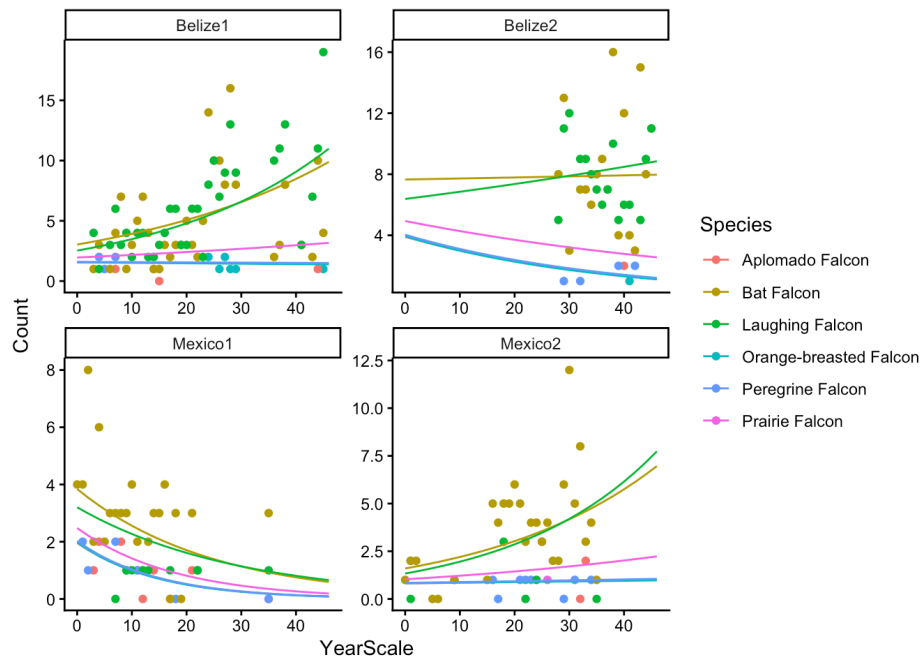 Belize1
Belize2
15
10
5
0
16
12
8
4
0 10 20 30 40
0 10 20 30 40
Count
Mexico1
Mexico2
8
6
4
2
0
12.5
10.0
7.5
5.0
2.5
0.0
0 10 20 30 40
0 10 20 30 40
YearScale
Species
Aplomado Falcon
Bat Falcon
Laughing Falcon
Orange-breasted Falcon
Peregrine Falcon
Prairie Falcon